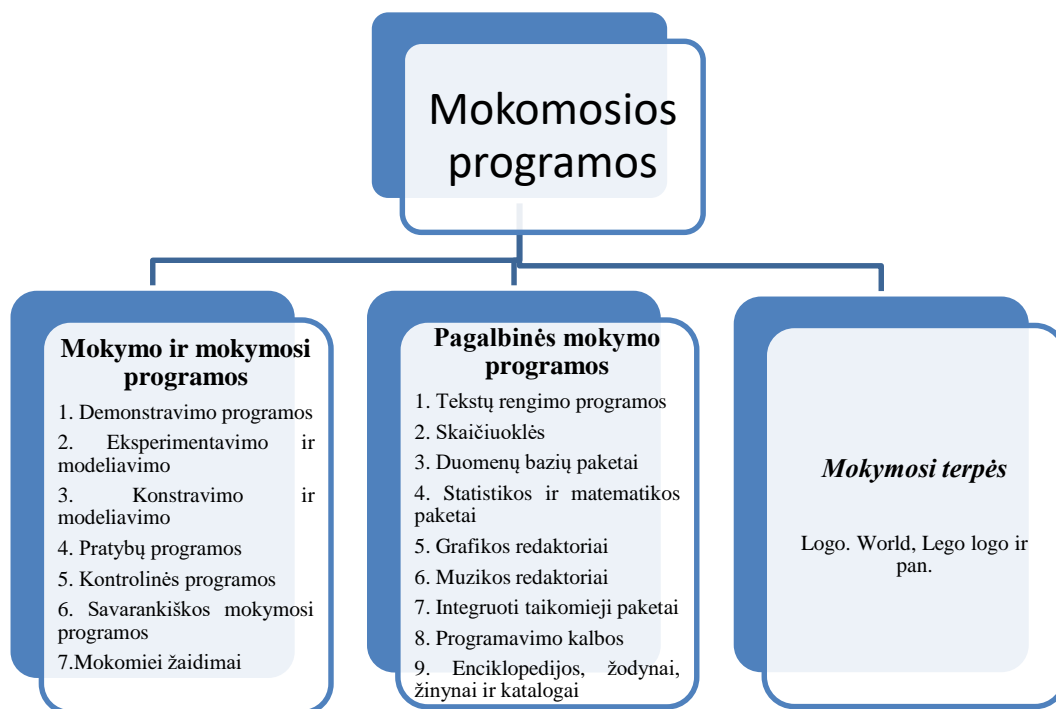 Mokomosios
programos
Mokymo ir mokymosi
programos
1. Demonstravimo programos
2. Eksperimentavimo ir
modeliavimo
3. Konstravimo ir
modeliavimo
4. Pratybų programos
5. Kontrolinės programos
6. Savarankiškos mokymosi
programos
7.Mokomiei žaidimai
Pagalbinės mokymo
programos
1. Tekstų rengimo programos
2. Skaičiuoklės
3. Duomenų bazių paketai
4. Statistikos ir matematikos
paketai
5. Grafikos redaktoriai
6. Muzikos redaktoriai
7. Integruoti taikomieji paketai
8. Programavimo kalbos
9. Enciklopedijos, žodynai,
žinynai ir katalogai
Mokymosi terpės
Logo. World, Lego logo ir
pan.